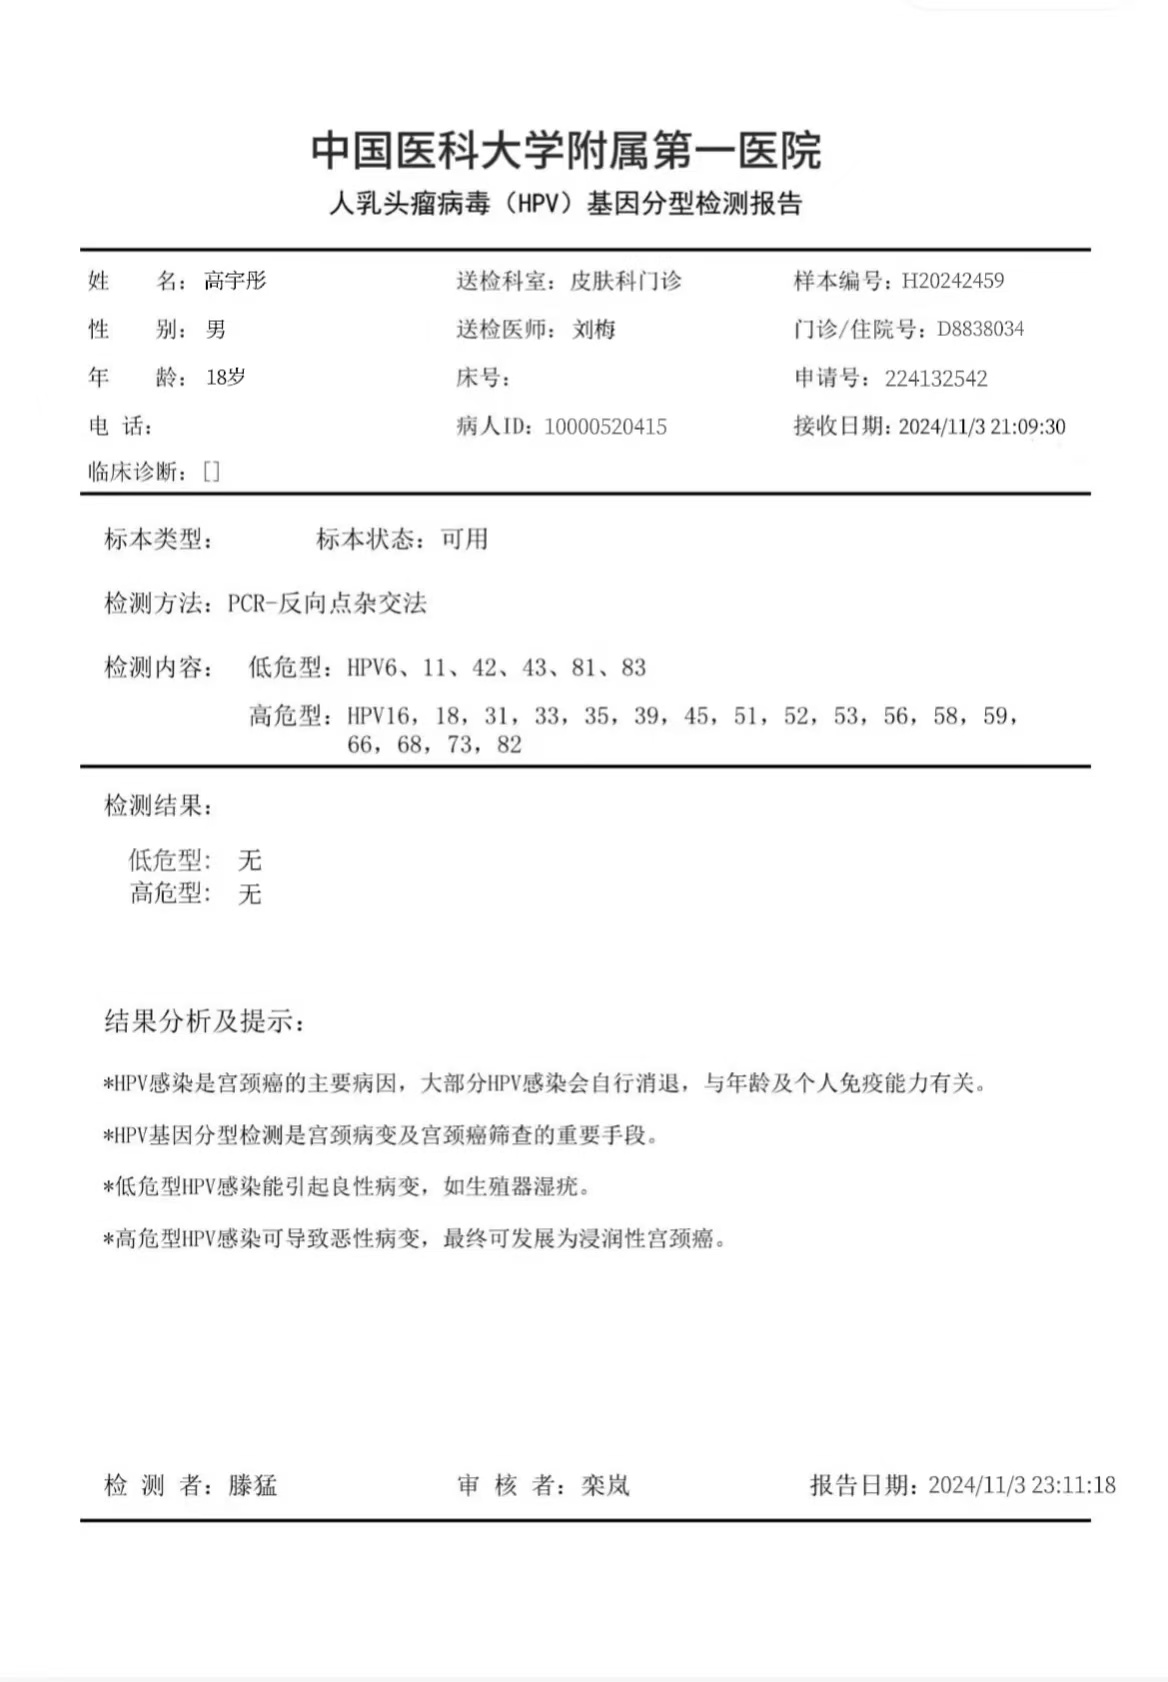 中国医科大学附属第一医院
人乳头瘤病毒（HPV）基因分型检测报告
姓 名：高宇彤 送检科室：皮肤科门诊 样本编号：H20242459
性 别：男 送检医师：刘梅 门诊/住院号：D8838034
年 龄：18岁 床号： 申请号：224132542
电 话： 病人ID：10000520415 接收日期：2024/11/3 21:09:30
临床诊断：[]
标本类型： 标本状态：可用
检测方法：PCR-反向点杂交法
检测内容： 低危型：HPV6、11、42、43、81、83
高危型：HPV16，18，31，33，35，39，45，51，52，53，56，58，59，
66，68，73，82
检测结果：
低危型： 无
高危型： 无
结果分析及提示：
*HPV感染是宫颈癌的主要病因，大部分HPV感染会自行消退，与年龄及个人免疫能力有关。
*HPV基因分型检测是宫颈病变及宫颈癌筛查的重要手段。
*低危型HPV感染能引起良性病变，如生殖器湿疣。
*高危型HPV感染可导致恶性病变，最终可发展为浸润性宫颈癌。
检 测 者：滕猛 审 核 者：栾岚 报告日期：2024/11/3 23:11:18